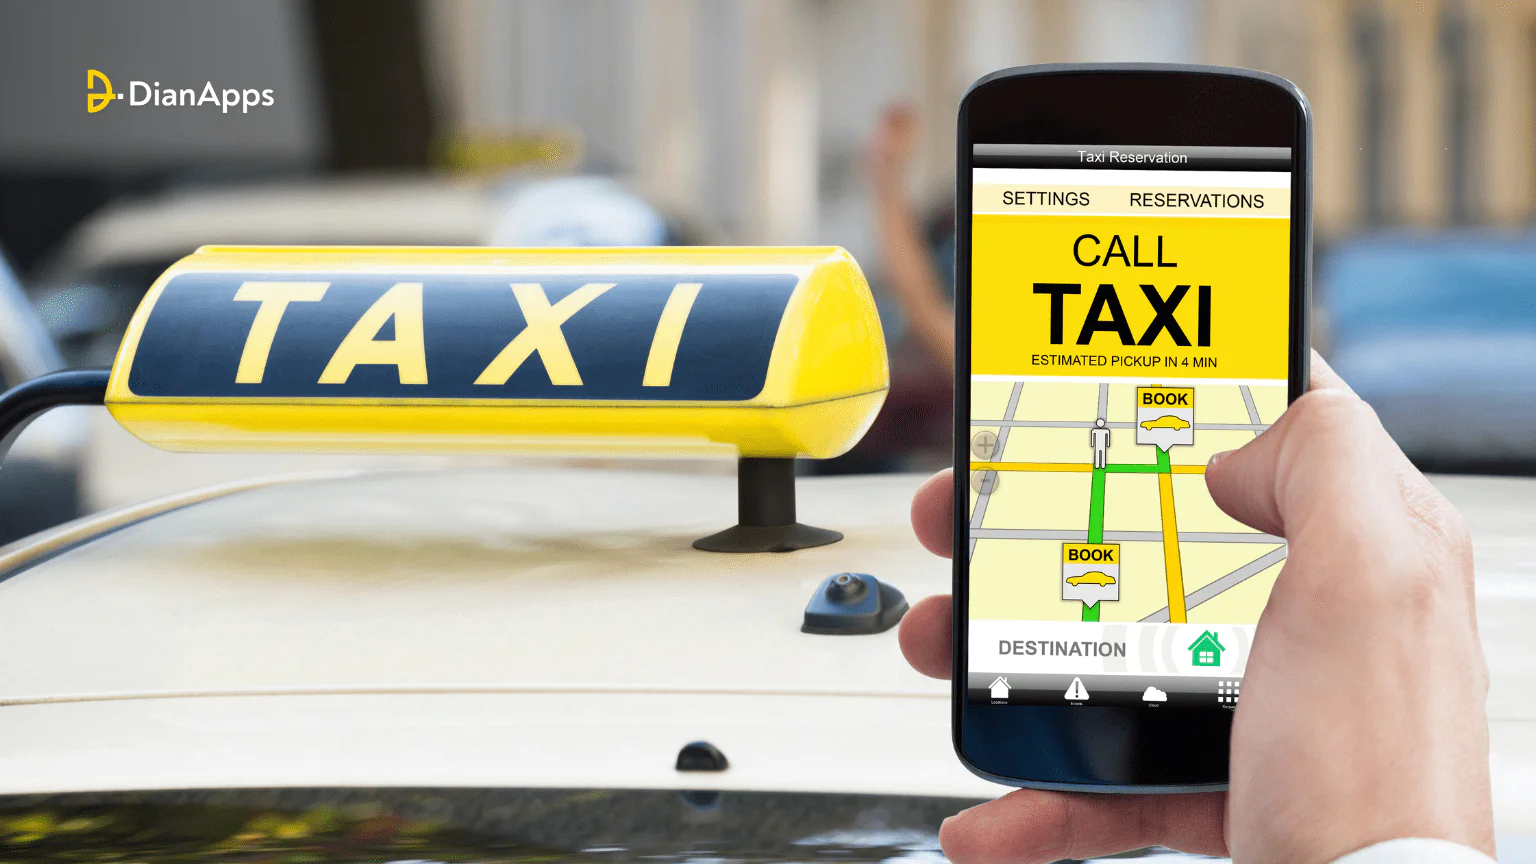 DianApps
TAXI
Taxi Reservation
SETTINGS RESERVATIONS
CALL
TAXI
ESTIMATED PICKUP IN 4 MIN
BOOK
BOOK
DESTINATION